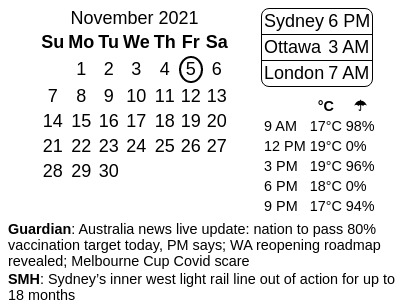 November 2021
Su Mo Tu We Th Fr Sa
1 2 3 4 5 6
7 8 9 10 11 12 13
14 15 16 17 18 19 20
21 22 23 24 25 26 27
28 29 30
Sydney 6 PM
Ottawa 3 AM
London 7 AM
°C ☂
9 AM 17°C 98%
12 PM 19°C 0%
3 PM 19°C 96%
6 PM 18°C 0%
9 PM 17°C 94%
Guardian: Australia news live update: nation to pass 80%
vaccination target today, PM says; WA reopening roadmap
revealed; Melbourne Cup Covid scare
SMH: Sydney's inner west light rail line out of action for up to
18 months